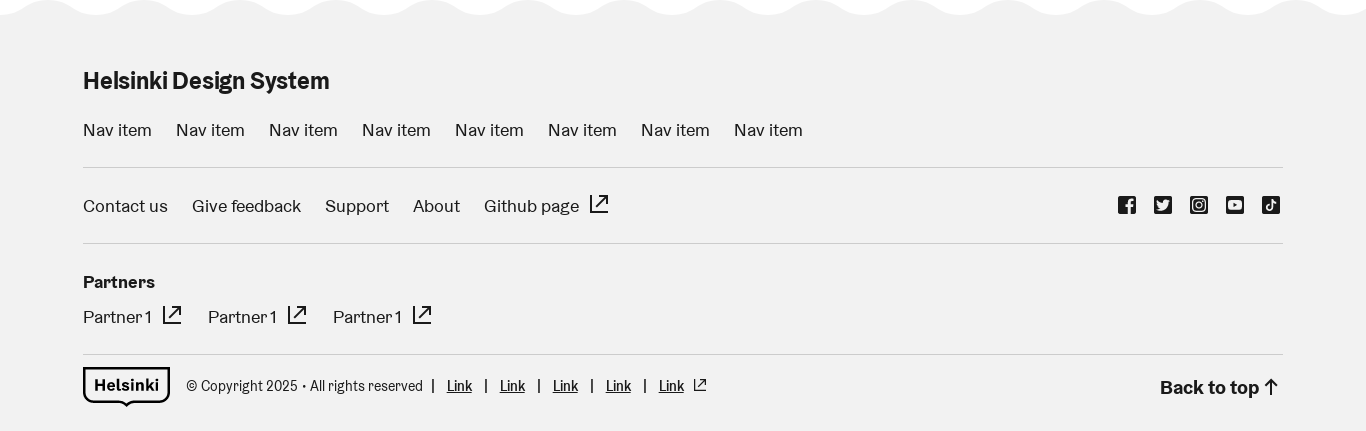 Helsinki Design System
Nav item Nav item Nav item Nav item Nav item Nav item Nav item Nav item
Contact us Give feedback Support About Github page
Partners
Partner 1 Partner 1 Partner 1
Helsinki © Copyright 2025 • All rights reserved | Link | Link | Link | Link | Link Back to top